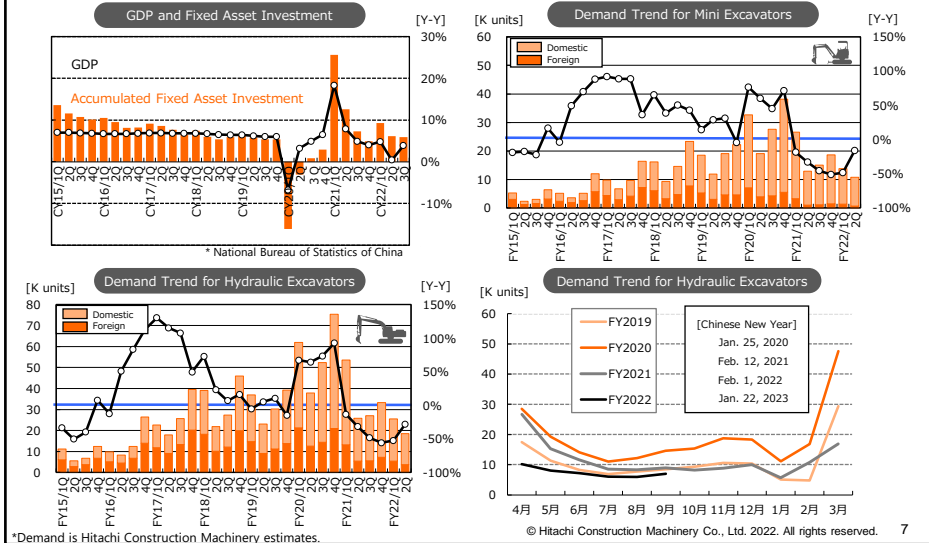 GDP and Fixed Asset Investment
[Y-Y]
30%
20%
10%
0%
-10%
GDP
Accumulated Fixed Asset Investment
CY15/1Q
2Q
3Q
4Q
CY16/1Q
2Q
3Q
4Q
CY17/1Q
2Q
3Q
4Q
CY18/1Q
2Q
3Q
4Q
CY19/1Q
2Q
3Q
4Q
2Q
3Q
4Q
CY21/1Q
2Q
3Q
4Q
CY22/1Q
2Q
3Q
* National Bureau of Statistics of China
Demand Trend for Mini Excavators
[K units]
[Y-Y]
60
50
40
30
20
10
0
150%
100%
50%
0%
-50%
-100%
Domestic
Foreign
FY15/1Q
2Q
3Q
4Q
FY16/1Q
2Q
3Q
4Q
FY17/1Q
2Q
3Q
4Q
FY18/1Q
2Q
3Q
4Q
FY19/1Q
2Q
3Q
4Q
FY20/1Q
2Q
3Q
4Q
FY21/1Q
2Q
3Q
4Q
FY22/1Q
2Q
Demand Trend for Hydraulic Excavators
[K units]
[Y-Y]
80
70
60
50
40
30
20
10
0
150%
100%
50%
0%
-50%
-100%
Domestic
Foreign
FY15/1Q
2Q
3Q
4Q
FY16/1Q
2Q
3Q
4Q
FY17/1Q
2Q
3Q
4Q
FY18/1Q
2Q
3Q
4Q
FY19/1Q
2Q
3Q
4Q
FY20/1Q
2Q
3Q
4Q
FY21/1Q
2Q
3Q
4Q
FY22/1Q
2Q
Demand Trend for Hydraulic Excavators
[K units]
60
50
40
30
20
10
0
FY2019
FY2020
FY2021
FY2022
[Chinese New Year]
Jan. 25, 2020
Feb. 12, 2021
Feb. 1, 2022
Jan. 22, 2023
4月 5月 6月 7月 8月 9月 10月 11月 12月 1月 2月 3月
*Demand is Hitachi Construction Machinery estimates.
© Hitachi Construction Machinery Co., Ltd. 2022. All rights reserved.
7